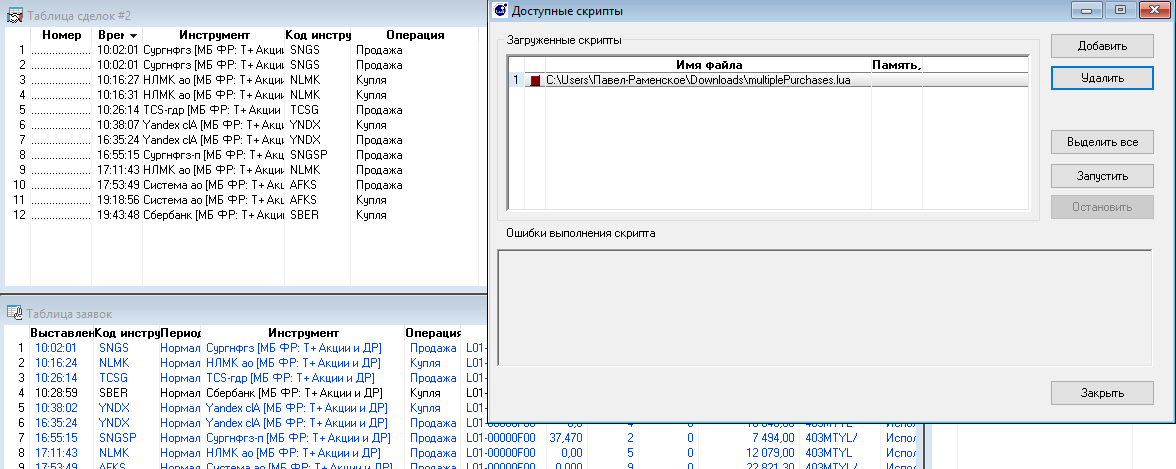 Таблица сделок #2
Номер Врег Инструмент Код инстру Операция
1 10:02:01 Сургнфгз [МБ ФР: Т+ Акции SNGS Продажа
2 10:02:01 Сургнфгз [МБ ФР: Т+ Акции SNGS Продажа
3 10:16:27 НЛМК ао [МБ ФР: Т+ Акции NLMK Купля
4 10:16:31 НЛМК ао [МБ ФР: Т+ Акции NLMK Купля
5 10:26:14 TCS-гдр [МБ ФР: Т+ Акции TCSG Продажа
6 10:38:07 Yandex clA [МБ ФР: Т+ Акц YNDX Купля
7 16:35:24 Yandex clA [МБ ФР: Т+ Акц YNDX Продажа
8 16:55:15 Сургнфгз-п [МБ ФР: Т+ Акц SNGSP Продажа
9 17:11:43 НЛМК ао [МБ ФР: Т+ Акции NLMK Продажа
10 17:53:49 Система ао [МБ ФР: Т+ Акц AFKS Продажа
11 19:18:56 Система ао [МБ ФР: Т+ Акц AFKS Купля
12 19:43:48 Сбербанк [МБ ФР: Т+ Акции SBER Купля
Доступные скрипты
Загруженные скрипты
Имя файла Память,
1 C:\Users\Павел-Раменское\Downloads\multiplePurchases.lua
Добавить
Удалить
Выделить все
Запустить
Остановить
Ошибки выполнения скрипта
Закрыть
Таблица заявок
Выставлен Код инстру Период Инструмент Операция
1 10:02:01 SNGS Нормал Сургнфгз [МБ ФР: Т+ Акции и ДР] Продажа L01-
2 10:16:24 NLMK Нормал НЛМК ао [МБ ФР: Т+ Акции и ДР] Купля L01-
3 10:26:14 TCSG Нормал TCS-гдр [МБ ФР: Т+ Акции и ДР] Продажа L01-
4 10:28:59 SBER Нормал Сбербанк [МБ ФР: Т+ Акции и ДР] Купля L01-
5 10:38:02 YNDX Нормал Yandex clA [МБ ФР: Т+ Акции и ДР] Купля L01-
6 16:35:24 YNDX Нормал Yandex clA [МБ ФР: Т+ Акции и ДР] Продажа L01-00000F00
7 16:55:15 SNGSP Нормал Сургнфгз-п [МБ ФР: Т+ Акции и ДР] Продажа L01-00000F00 37,470 2 0 7 494,00 403MTYL/ Испол
8 17:11:43 NLMK Нормал НЛМК ао [МБ ФР: Т+ Акции и ДР] Продажа L01-00000F00 0,00 5 0 12 079,00 403MTYL/ Испол
9 17:53:49 AFKS Нормал Система ао [МБ ФР: Т+ Акции и ДР] Продажа L01-00000F00 0,000 9 0 22 821,30 403MTYL/ Испол